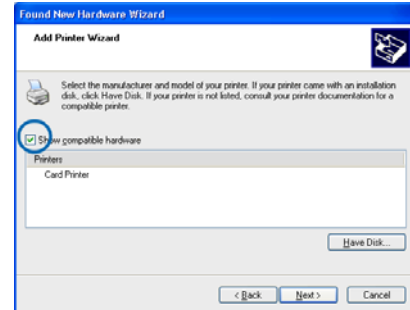 Found New Hardware Wizard
Add Printer Wizard
Select the manufacturer and model of your printer. If your printer came with an installation
disk, click Have Disk. If your printer is not listed, consult your printer documentation for a
compatible printer.
Show compatible hardware
Printers
Card Printer
Have Disk...
< Back
Next >
Cancel